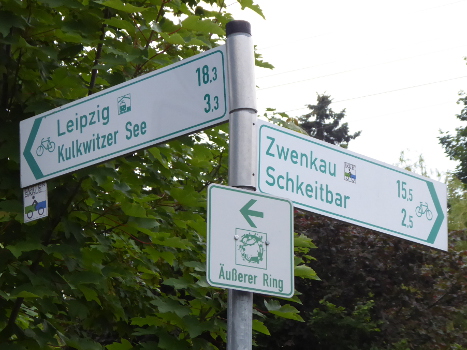 Leipzig 18,3
Kulkwitzer See 3,3
Zwenkau 15,5
Schkeitbar 2,5
Äußerer Ring